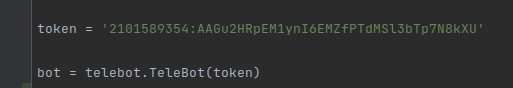 token = '2101589354:AAGu2HRpEM1ynI6EMZfPTdMSl3bTp7N8kXU'
bot = telebot.TeleBot(token)